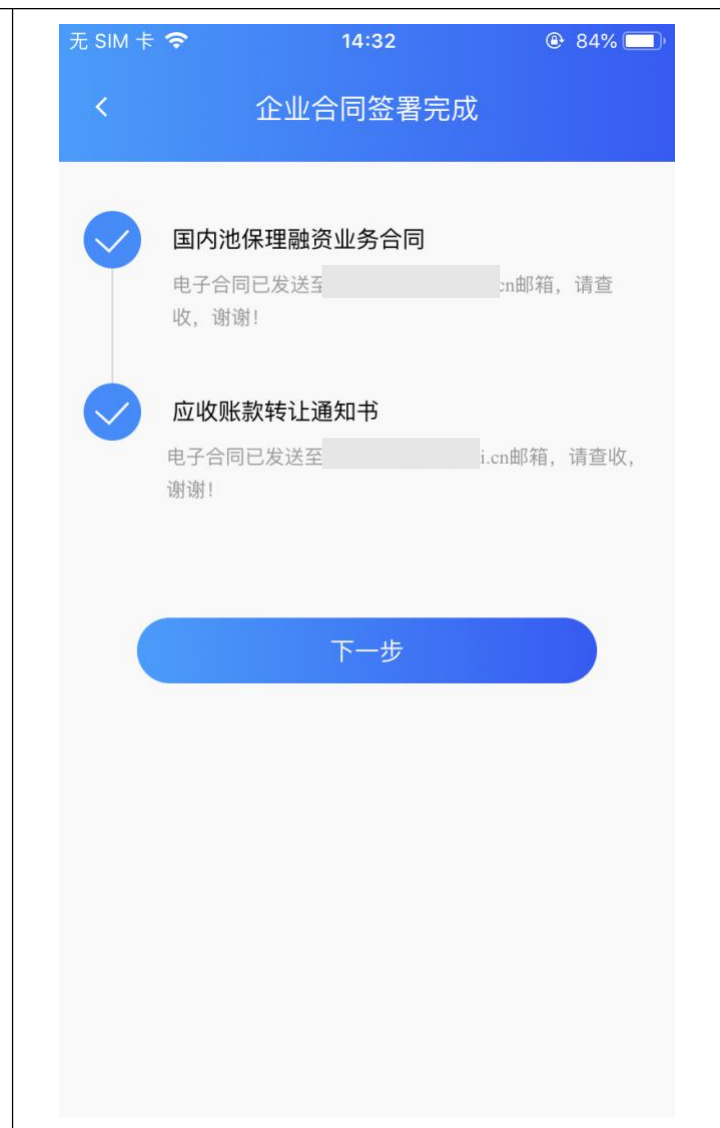 无 SIM 卡 14:32 84%
企业合同签署完成
国内池保理融资业务合同
电子合同已发送至 cn邮箱，请查
收，谢谢！
应收账款转让通知书
电子合同已发送至 i.cn邮箱，请查收，
谢谢！
下一步